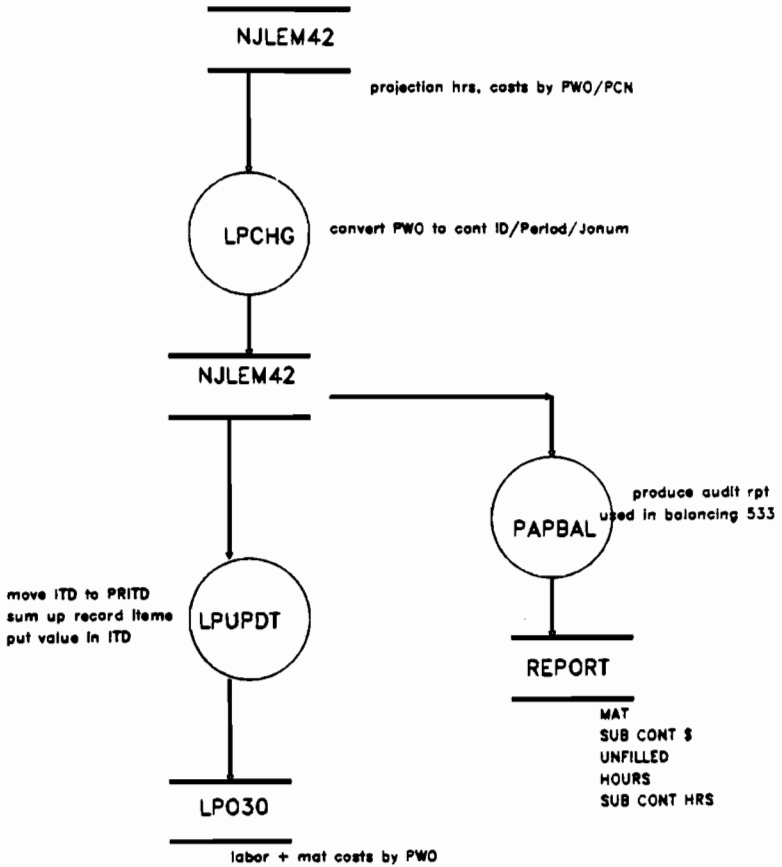 NJLEM42
projection hrs, costs by PWO/PCN
LPCHG
convert PWO to cont ID/Period/Jonum
NJLEM42
produce audit rpt
used in balancing 533
PAPBAL
move ITD to PRITD
sum up record iteme
put value in ITD
LPUPDT
REPORT
MAT
SUB CONT $
UNFILLED
HOURS
SUB CONT HRS
LPO30
labor + mat costs by PWO